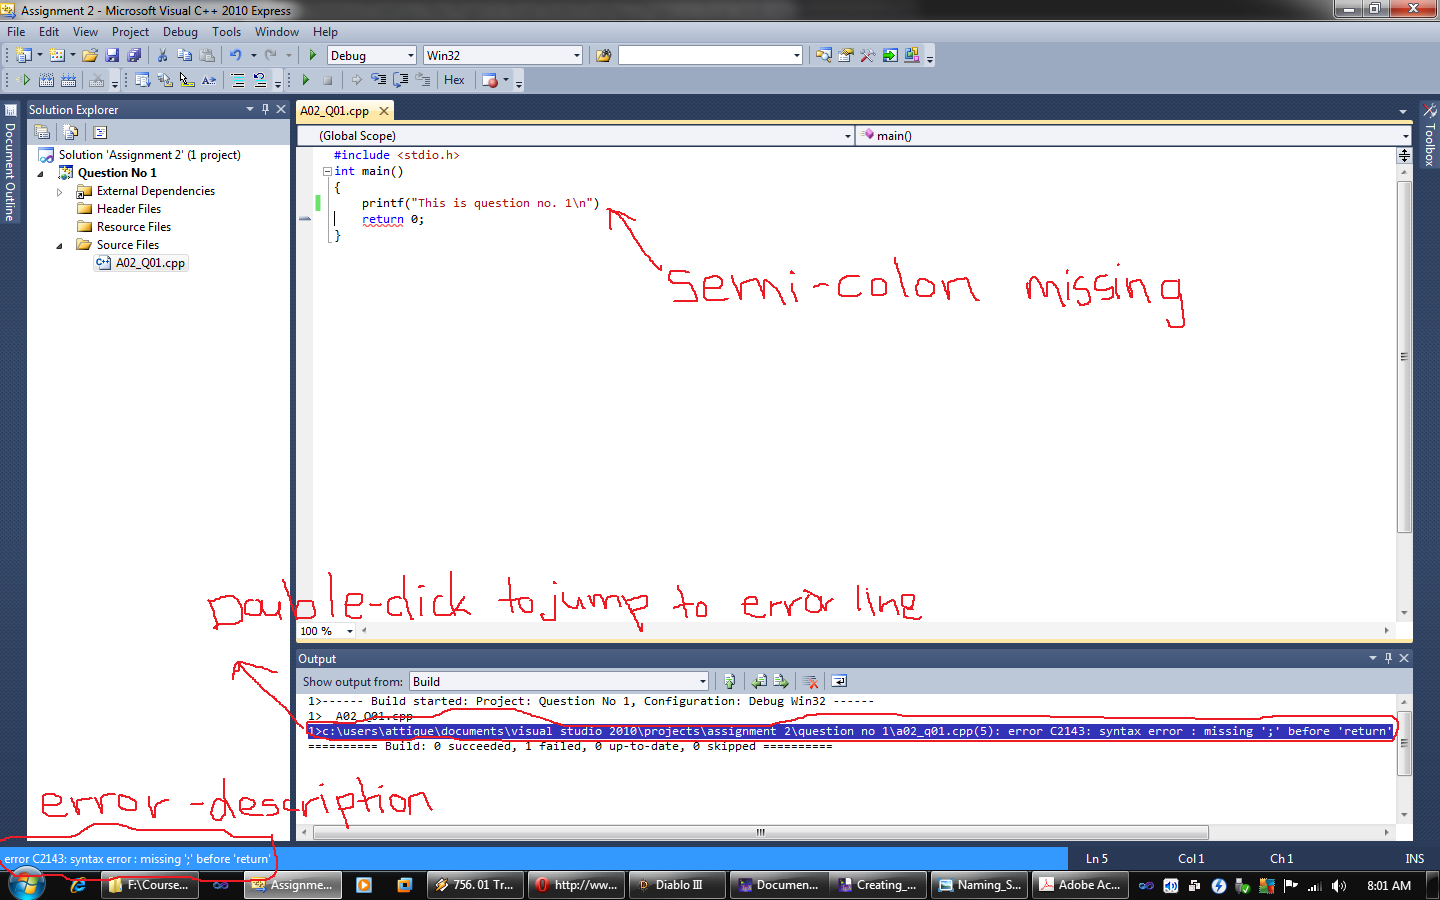 Assignment 2 - Microsoft Visual C++ 2010 Express
File Edit View Project Debug Tools Window Help
Debug Win32
Hex
Document Outline
Solution Explorer
Solution 'Assignment 2' (1 project)
Question No 1
External Dependencies
Header Files
Resource Files
Source Files
A02_Q01.cpp
A02_Q01.cpp
(Global Scope) main()
#include <stdio.h>
int main()
{
printf("This is question no. 1\n")
return 0;
}
Toolbox
Semi-colon missing
Double-click to jump to error line
100 %
Output
Show output from: Build
1>------ Build started: Project: Question No 1, Configuration: Debug Win32 ------
1>  A02_Q01.cpp
1>c:\users\attique\documents\visual studio 2010\projects\assignment 2\question no 1\a02_q01.cpp(5): error C2143: syntax error : missing ';' before 'return'
========== Build: 0 succeeded, 1 failed, 0 up-to-date, 0 skipped ==========
error-description
error C2143: syntax error : missing ';' before 'return' Ln 5 Col 1 Ch 1 INS
F:\Course... Assignme... 756. 01 Tr... http://ww... Diablo III Documen... Creating_... Naming_S... Adobe Ac... 8:01 AM